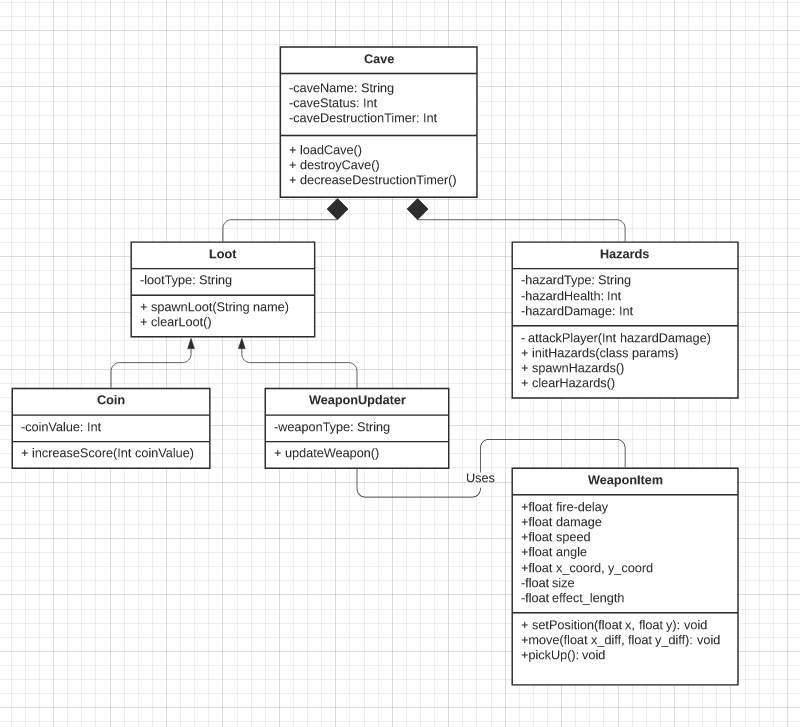 Cave
-caveName: String
-caveStatus: Int
-caveDestructionTimer: Int
+ loadCave()
+ destroyCave()
+ decreaseDestructionTimer()
Loot
-lootType: String
+ spawnLoot(String name)
+ clearLoot()
Hazards
-hazardType: String
-hazardHealth: Int
-hazardDamage: Int
- attackPlayer(Int hazardDamage)
+ initHazards(class params)
+ spawnHazards()
+ clearHazards()
Coin
-coinValue: Int
+ increaseScore(Int coinValue)
WeaponUpdater
-weaponType: String
+ updateWeapon()
Uses
WeaponItem
+float fire-delay
+float damage
+float speed
+float angle
+float x_coord, y_coord
-float size
-float effect_length
+ setPosition(float x, float y): void
+move(float x_diff, float y_diff): void
+pickUp(): void